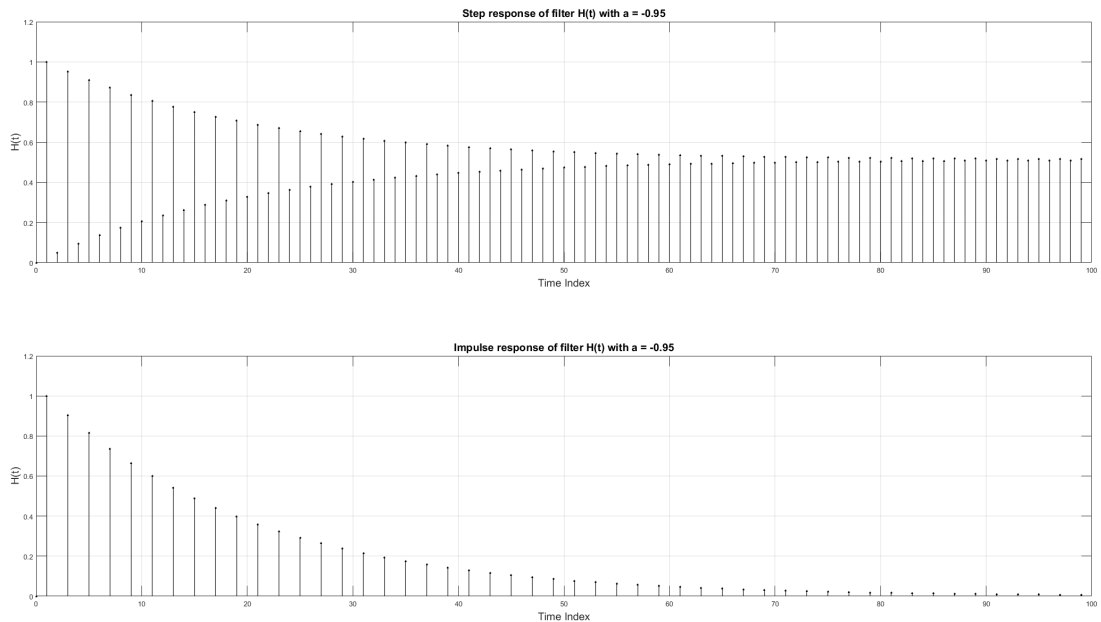 Step response of filter H(t) with a = -0.95
1.2
1
0.8
0.6
0.4
0.2
0
H(t)
0 10 20 30 40 50 60 70 80 90 100
Time Index
Impulse response of filter H(t) with a = -0.95
1.2
1
0.8
0.6
0.4
0.2
0
H(t)
0 10 20 30 40 50 60 70 80 90 100
Time Index